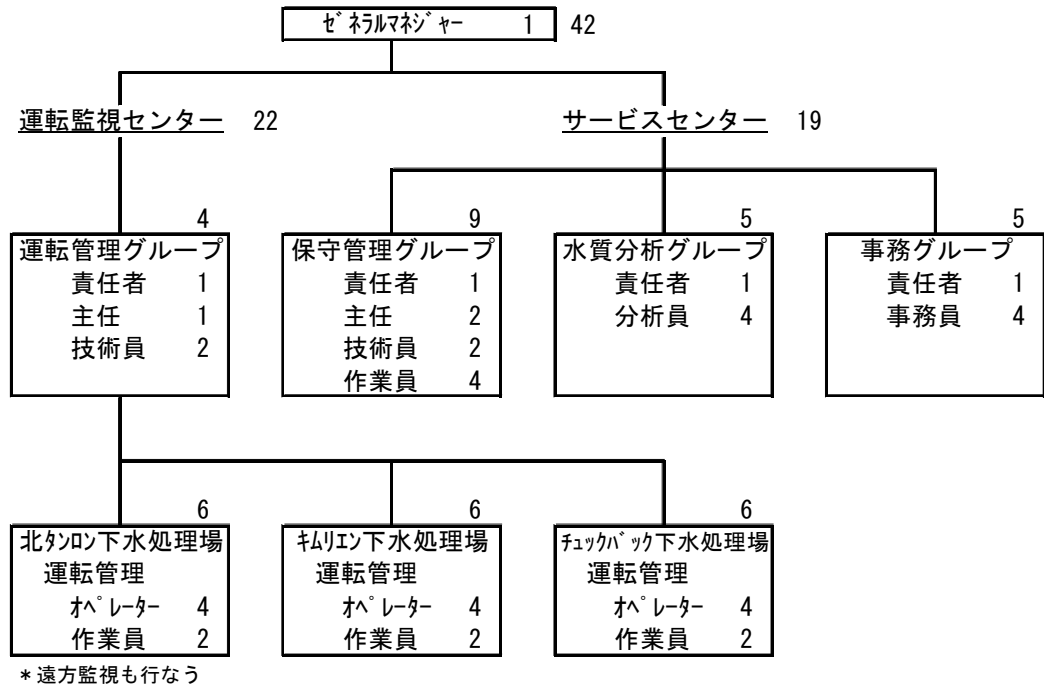 ｾﾞﾈﾗﾙﾏﾈｼﾞｬｰ 1 42
運転監視センター 22 サービスセンター 19
4 9 5 5
運転管理グループ 保守管理グループ 水質分析グループ 事務グループ
責任者 1 責任者 1 責任者 1 責任者 1
主任 1 主任 2 分析員 4 事務員 4
技術員 2 技術員 2
作業員 4
6 6 6
北ﾀﾝﾛﾝ下水処理場 ｷﾑﾘｴﾝ下水処理場 ﾁｭｯｸﾊﾞｯｸ下水処理場
運転管理 運転管理 運転管理
ｵﾍﾟﾚｰﾀｰ 4 ｵﾍﾟﾚｰﾀｰ 4 ｵﾍﾟﾚｰﾀｰ 4
作業員 2 作業員 2 作業員 2
＊遠方監視も行なう